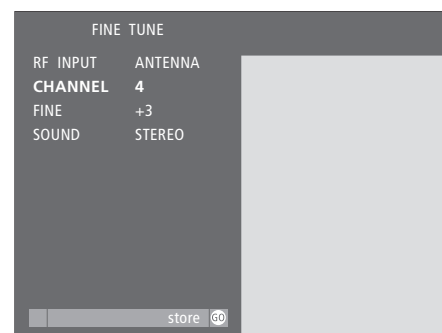 FINE TUNE
RF INPUT ANTENNA
CHANNEL 4
FINE +3
SOUND STEREO
store GO